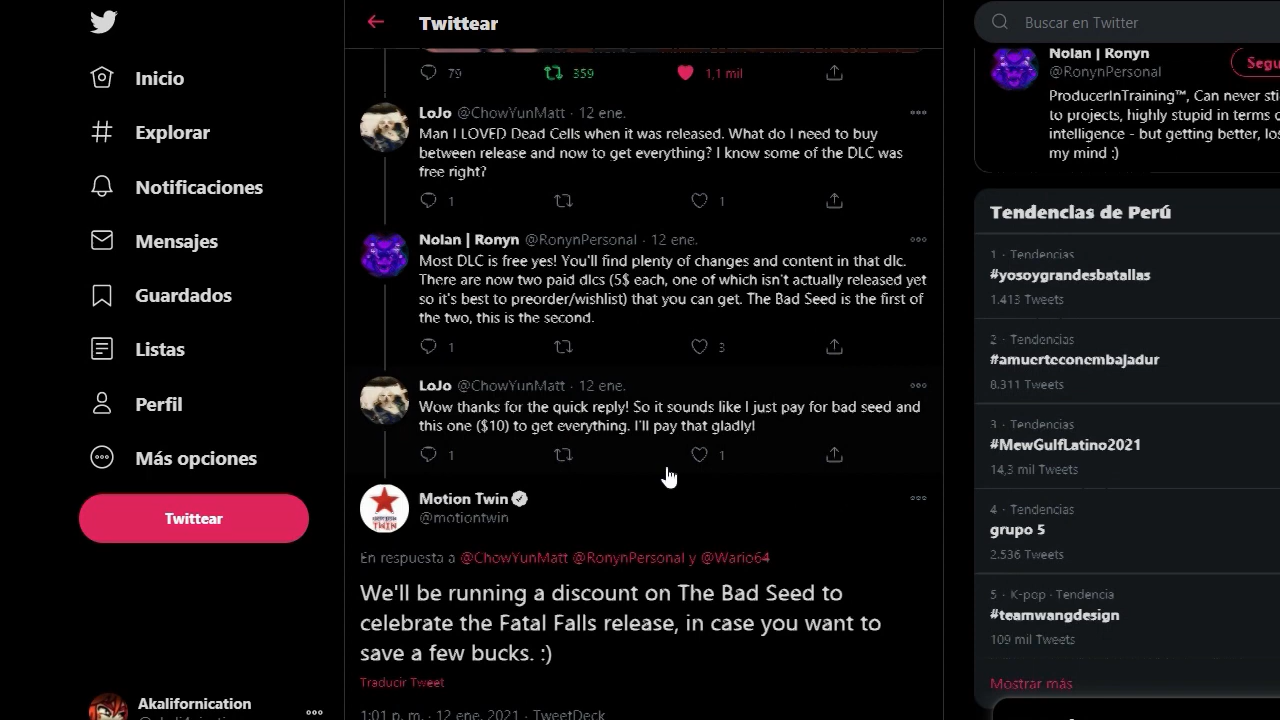 Inicio
Explorar
Notificaciones
Mensajes
Guardados
Listas
Perfil
Más opciones
Twittear
Akalifornication
Twittear
79
359
1,1 mil
LoJo @ChowYunMatt · 12 ene.
Man I LOVED Dead Cells when it was released. What do I need to buy
between release and now to get everything? I know some of the DLC was
free right?
1
1
Nolan | Ronyn @RonynPersonal · 12 ene.
Most DLC is free yes! You'll find plenty of changes and content in that dlc.
There are now two paid dlcs (5$ each, one of which isn't actually released yet
so it's best to preorder/wishlist) that you can get. The Bad Seed is the first of
the two, this is the second.
1
3
LoJo @ChowYunMatt · 12 ene.
Wow thanks for the quick reply! So it sounds like I just pay for bad seed and
this one ($10) to get everything. I'll pay that gladly!
1
1
Motion Twin
@motiontwin
En respuesta a @ChowYunMatt @RonynPersonal y @Wario64
We'll be running a discount on The Bad Seed to
celebrate the Fatal Falls release, in case you want to
save a few bucks. :)
Traducir Tweet
1:01 p. m. · 12 ene. 2021 · TweetDeck
Buscar en Twitter
Nolan | Ronyn
@RonynPersonal
Segu
ProducerInTraining™, Can never sti
to projects, highly stupid in terms o
intelligence - but getting better, lo
my mind :)
Tendencias de Perú
1 · Tendencias
#yosoygrandesbatallas
1.413 Tweets
2 · Tendencias
#amuerteconembajadur
8.311 Tweets
3 · Tendencias
#MewGulfLatino2021
14,3 mil Tweets
4 · Tendencias
grupo 5
2.536 Tweets
5 · K-pop · Tendencia
#teamwangdesign
109 mil Tweets
Mostrar más